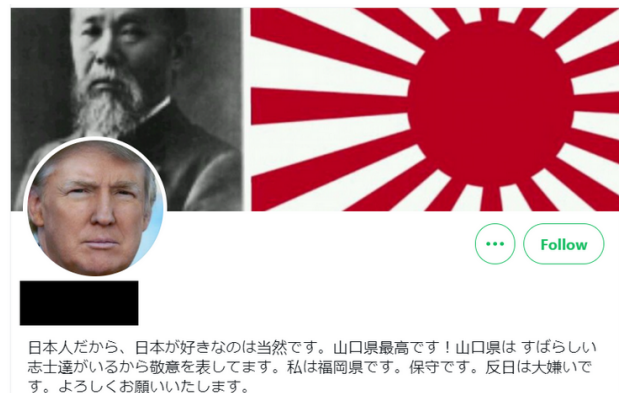 Follow
日本人だから、日本が好きなのは当然です。山口県最高です！山口県は すばらしい
志士達がいるから敬意を表してます。私は福岡県です。保守です。反日は大嫌いで
す。よろしくお願いいたします。